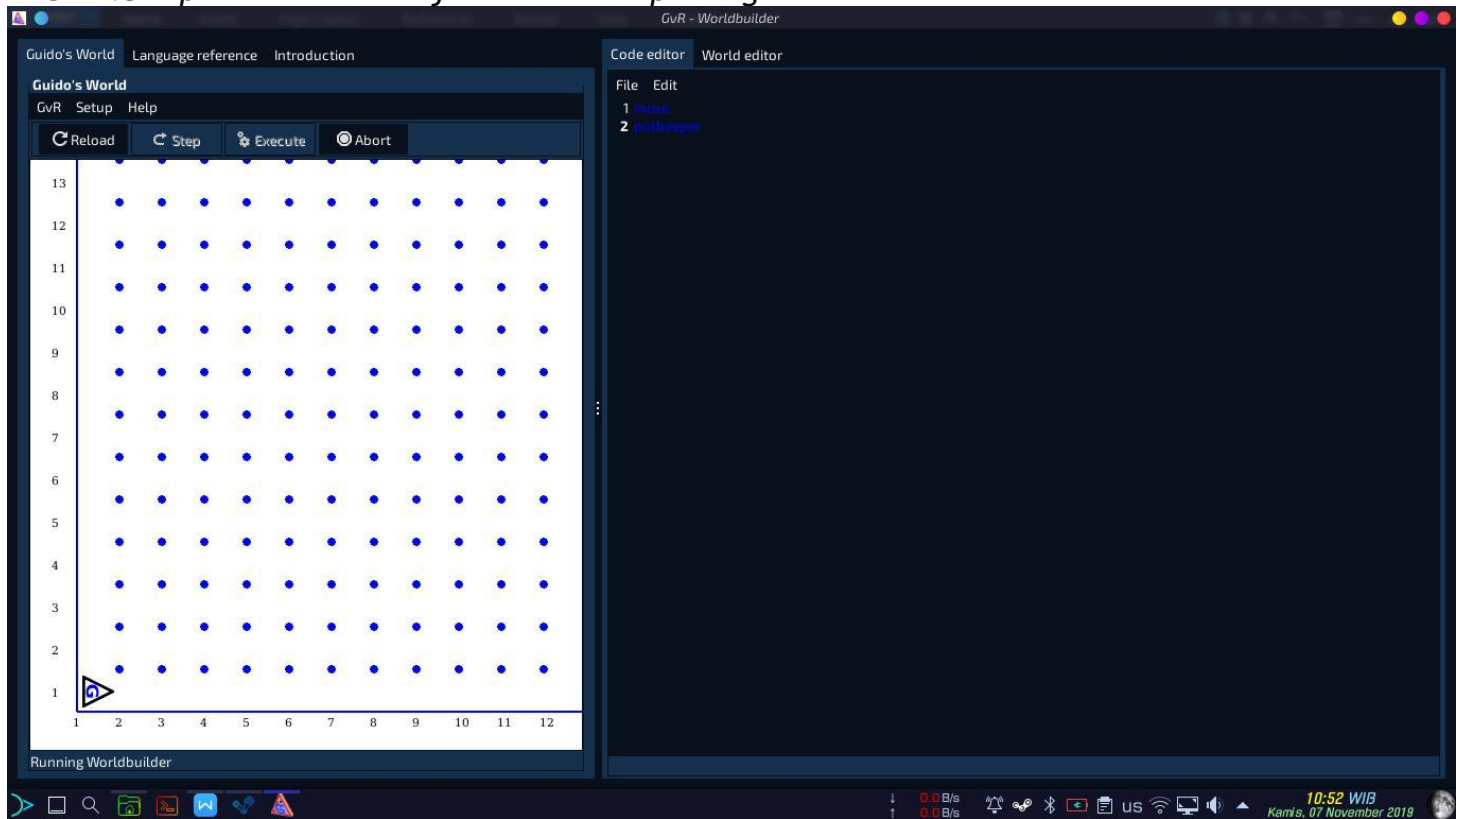 GvR - Worldbuilder
Guido's World Language reference Introduction
Code editor World editor
Guido's World
GvR Setup Help
Reload Step Execute Abort
File Edit
1 move
2 putbeeper
13
12
11
10
9
8
7
6
5
4
3
2
1
G
1 2 3 4 5 6 7 8 9 10 11 12
Running Worldbuilder
0.0 B/s
0.0 B/s
us
10:52 WIB
Kamis, 07 November 2019